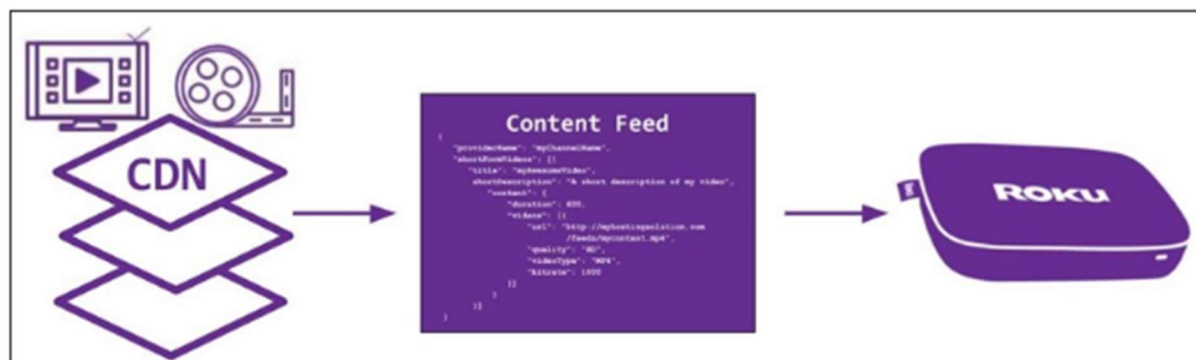 CDN
Content Feed
{
"providerName": "myChannelName",
"shortFormVideos": [{
"title": "myAwesomeVideo",
shortDescription": "A short description of my video",
"content": {
"duration": 600,
"videos": [{
"url": "http://myhostingsolution.com
/feeds/mycontent.mp4",
"quality": "HD",
"videoType": "MP4",
"bitrate": 1000
}]
}
}]
}
ROKU